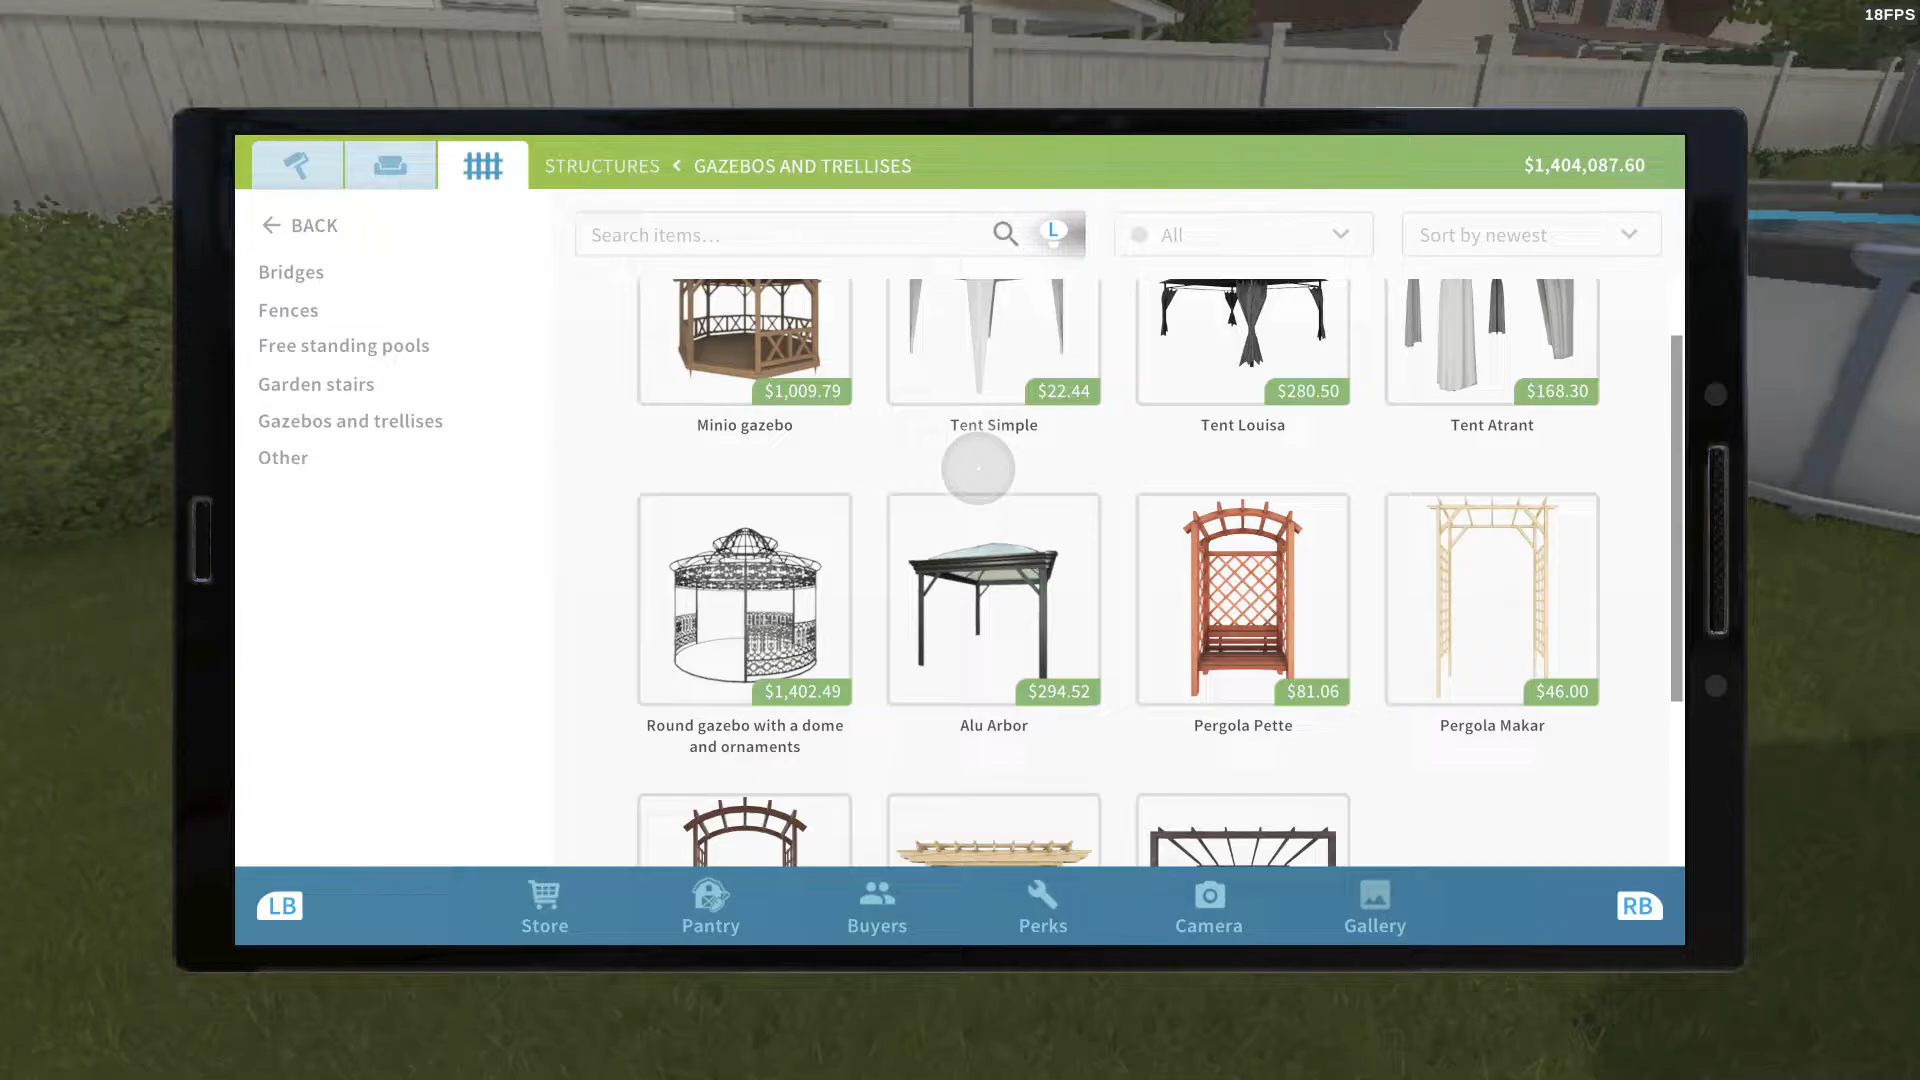 18FPS
STRUCTURES < GAZEBOS AND TRELLISES
$1,404,087.60
BACK
Search items...
L
All
Sort by newest
Bridges
Fences
Free standing pools
Garden stairs
Gazebos and trellises
Other
$1,009.79
$22.44
$280.50
$168.30
Minio gazebo
Tent Simple
Tent Louisa
Tent Atrant
$1,402.49
$294.52
$81.06
$46.00
Round gazebo with a dome
and ornaments
Alu Arbor
Pergola Pette
Pergola Makar
LB
Store
Pantry
Buyers
Perks
Camera
Gallery
RB